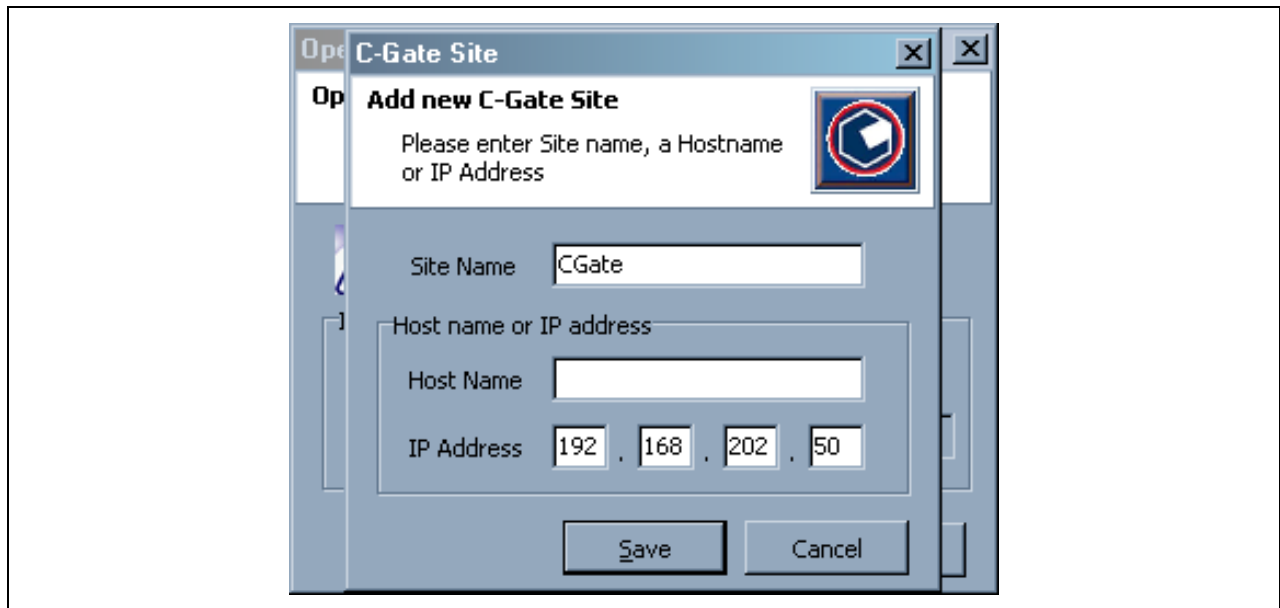 Ope
C-Gate Site
Op
Add new C-Gate Site
Please enter Site name, a Hostname
or IP Address
Site Name CGate
Host name or IP address
Host Name
IP Address 192 . 168 . 202 . 50
Save Cancel